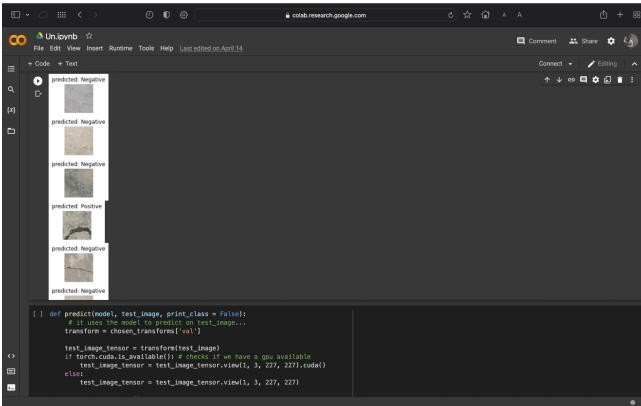 colab.research.google.com
A A
CO Un.ipynb
File Edit View Insert Runtime Tools Help Last edited on April 14
Comment Share
+ Code + Text
Connect Editing
predicted: Negative
{x}
predicted: Negative
predicted: Negative
predicted: Positive
predicted: Negative
predicted: Negative
[ ] def predict(model, test_image, print_class = False):
# it uses the model to predict on test_image...
transform = chosen_transforms['val']
test_image_tensor = transform(test_image)
if torch.cuda.is_available(): # checks if we have a gpu available
test_image_tensor = test_image_tensor.view(1, 3, 227, 227).cuda()
else:
test_image_tensor = test_image_tensor.view(1, 3, 227, 227)